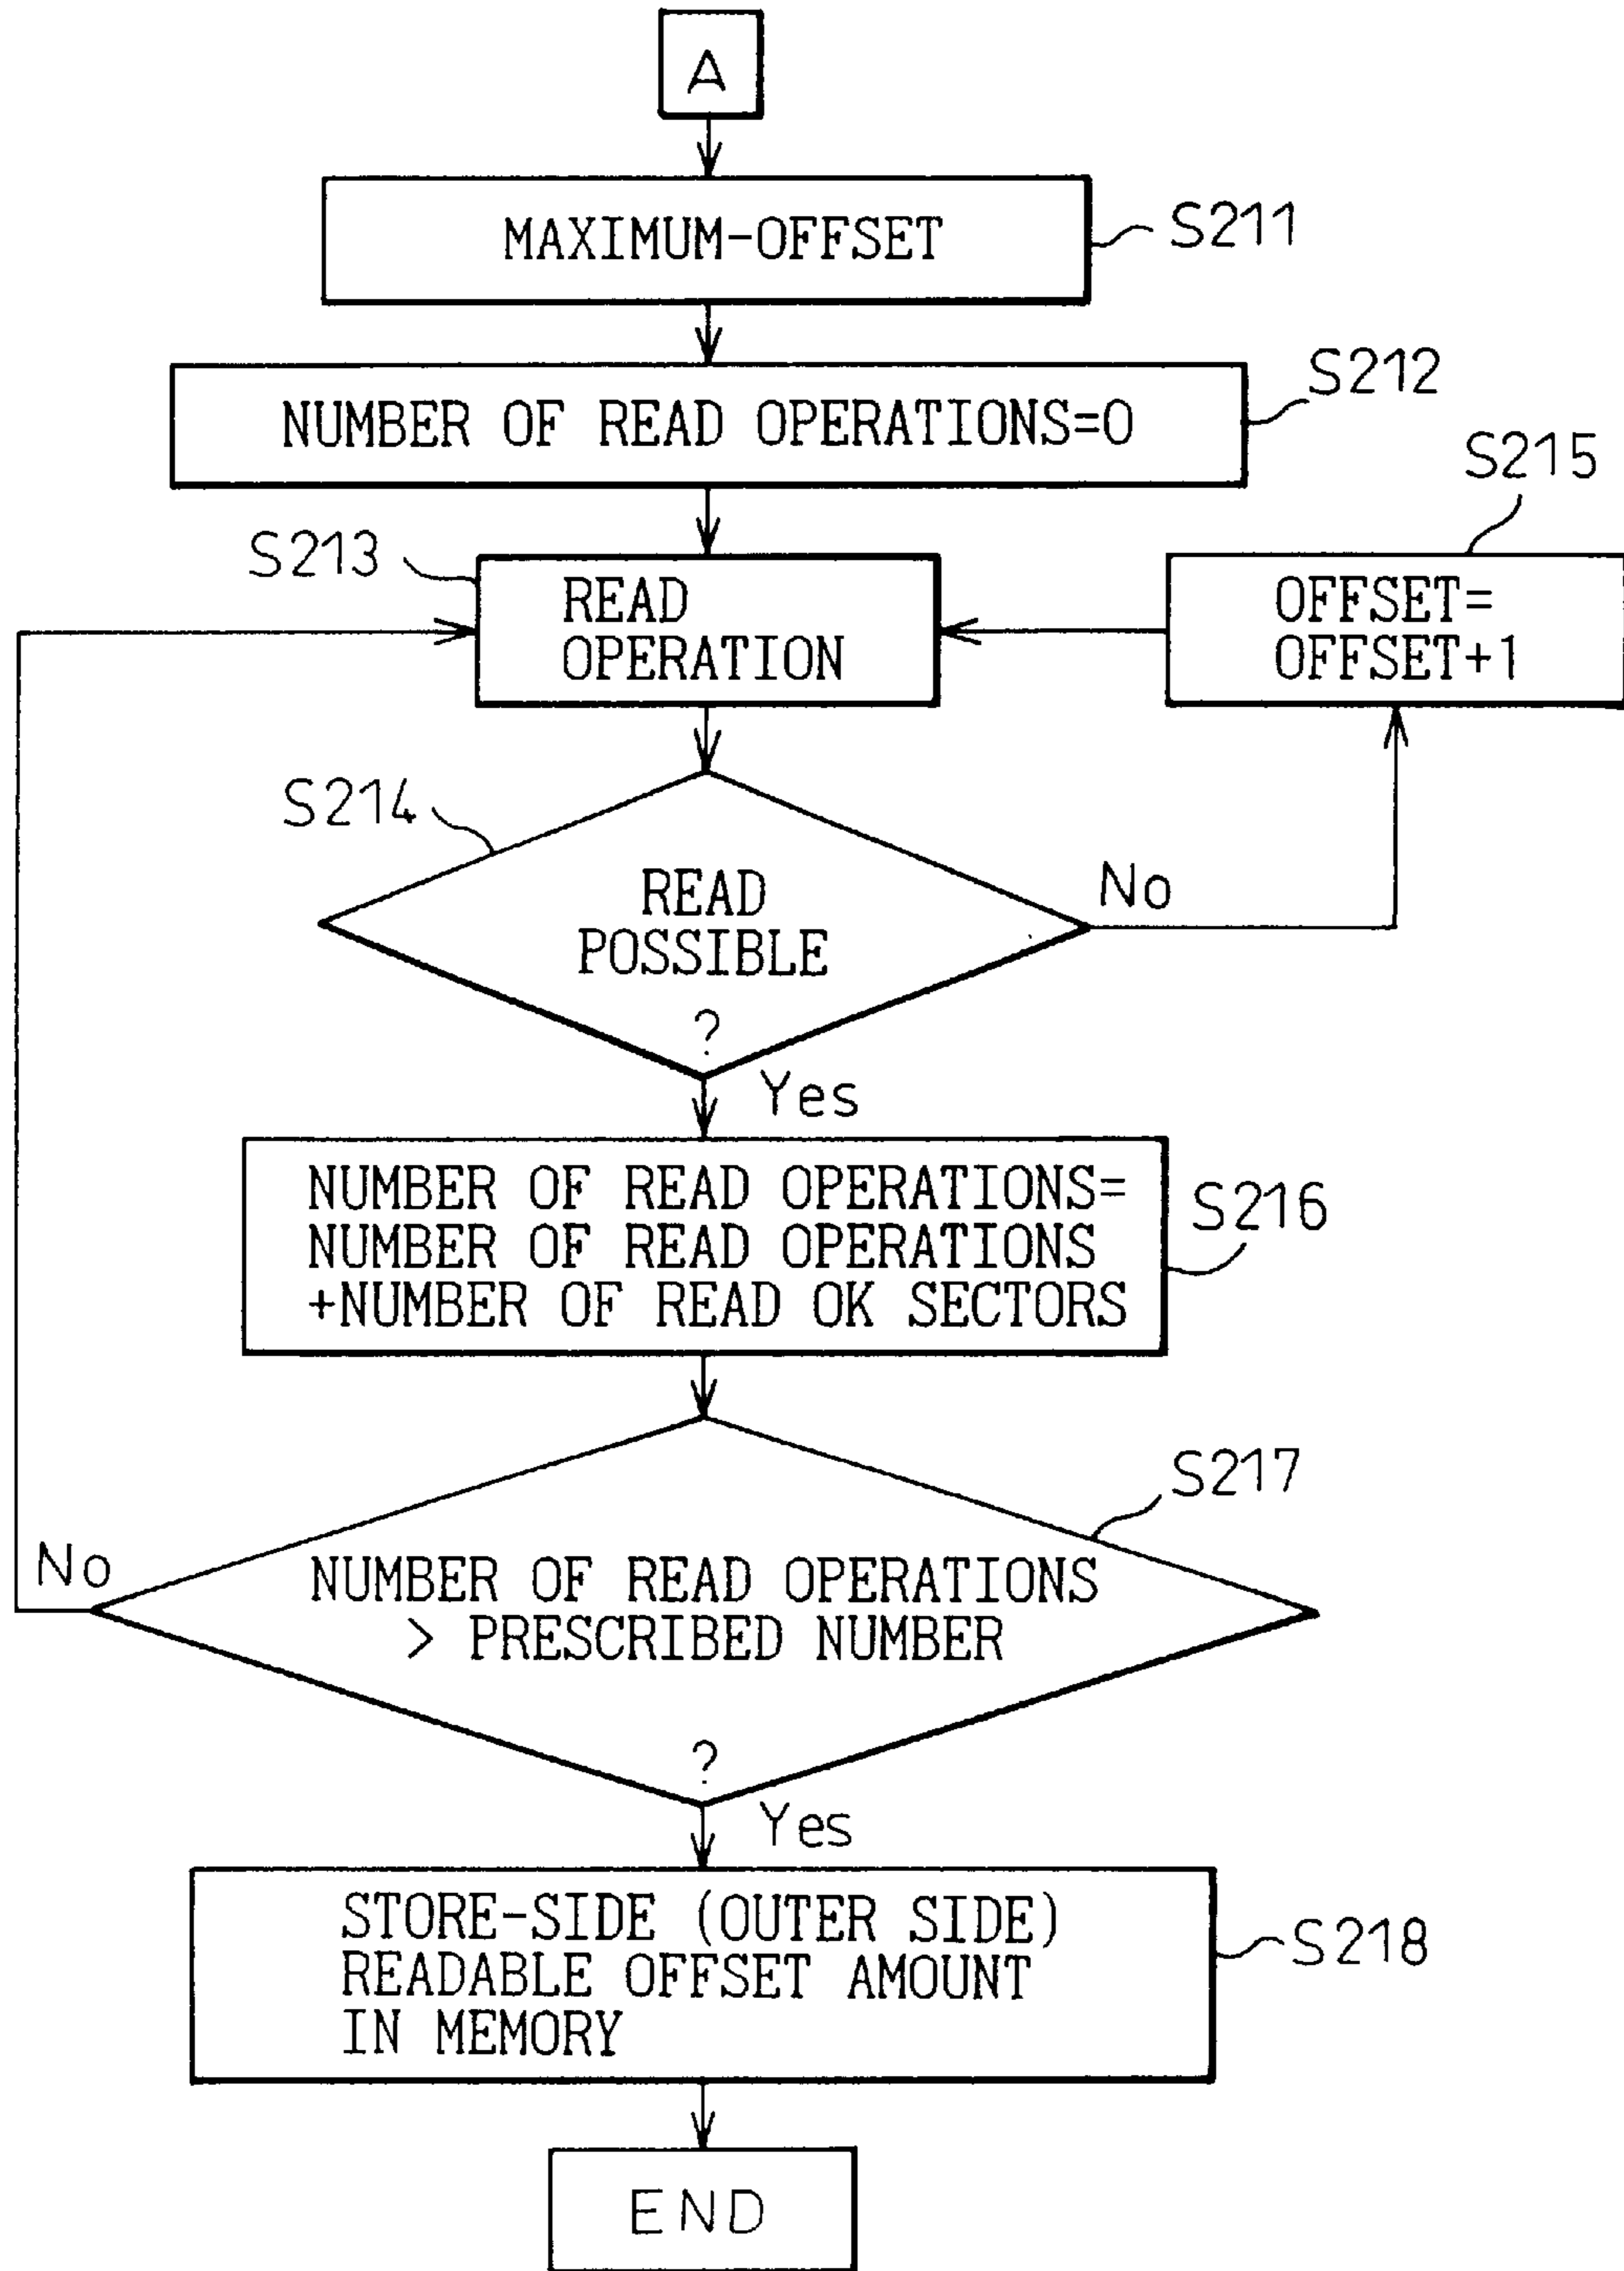 A
MAXIMUM-OFFSET
S211
NUMBER OF READ OPERATIONS=0
S212
S215
S213
READ
OPERATION
OFFSET=
OFFSET+1
S214
READ
POSSIBLE
?
No
Yes
NUMBER OF READ OPERATIONS=
NUMBER OF READ OPERATIONS
+NUMBER OF READ OK SECTORS
S216
S217
No
NUMBER OF READ OPERATIONS
> PRESCRIBED NUMBER
?
Yes
STORE-SIDE (OUTER SIDE)
READABLE OFFSET AMOUNT
IN MEMORY
S218
END